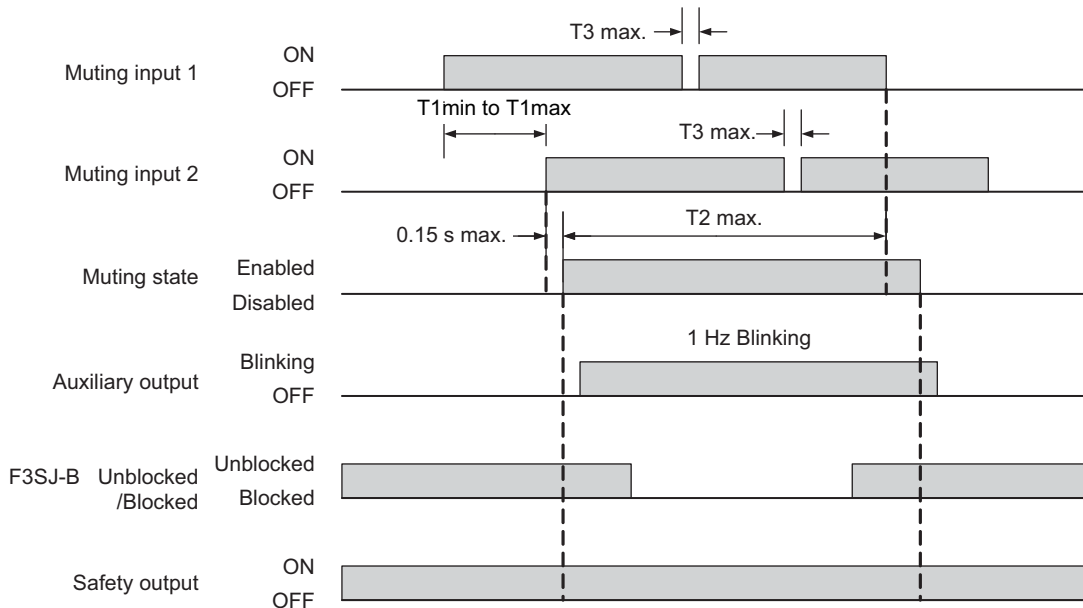 T3 max.
ON
Muting input 1
OFF
T1min to T1max
T3 max.
ON
Muting input 2
OFF
T2 max.
0.15 s max.
Enabled
Muting state
Disabled
1 Hz Blinking
Blinking
Auxiliary output
OFF
Unblocked
F3SJ-B Unblocked
/Blocked
Blocked
ON
Safety output
OFF